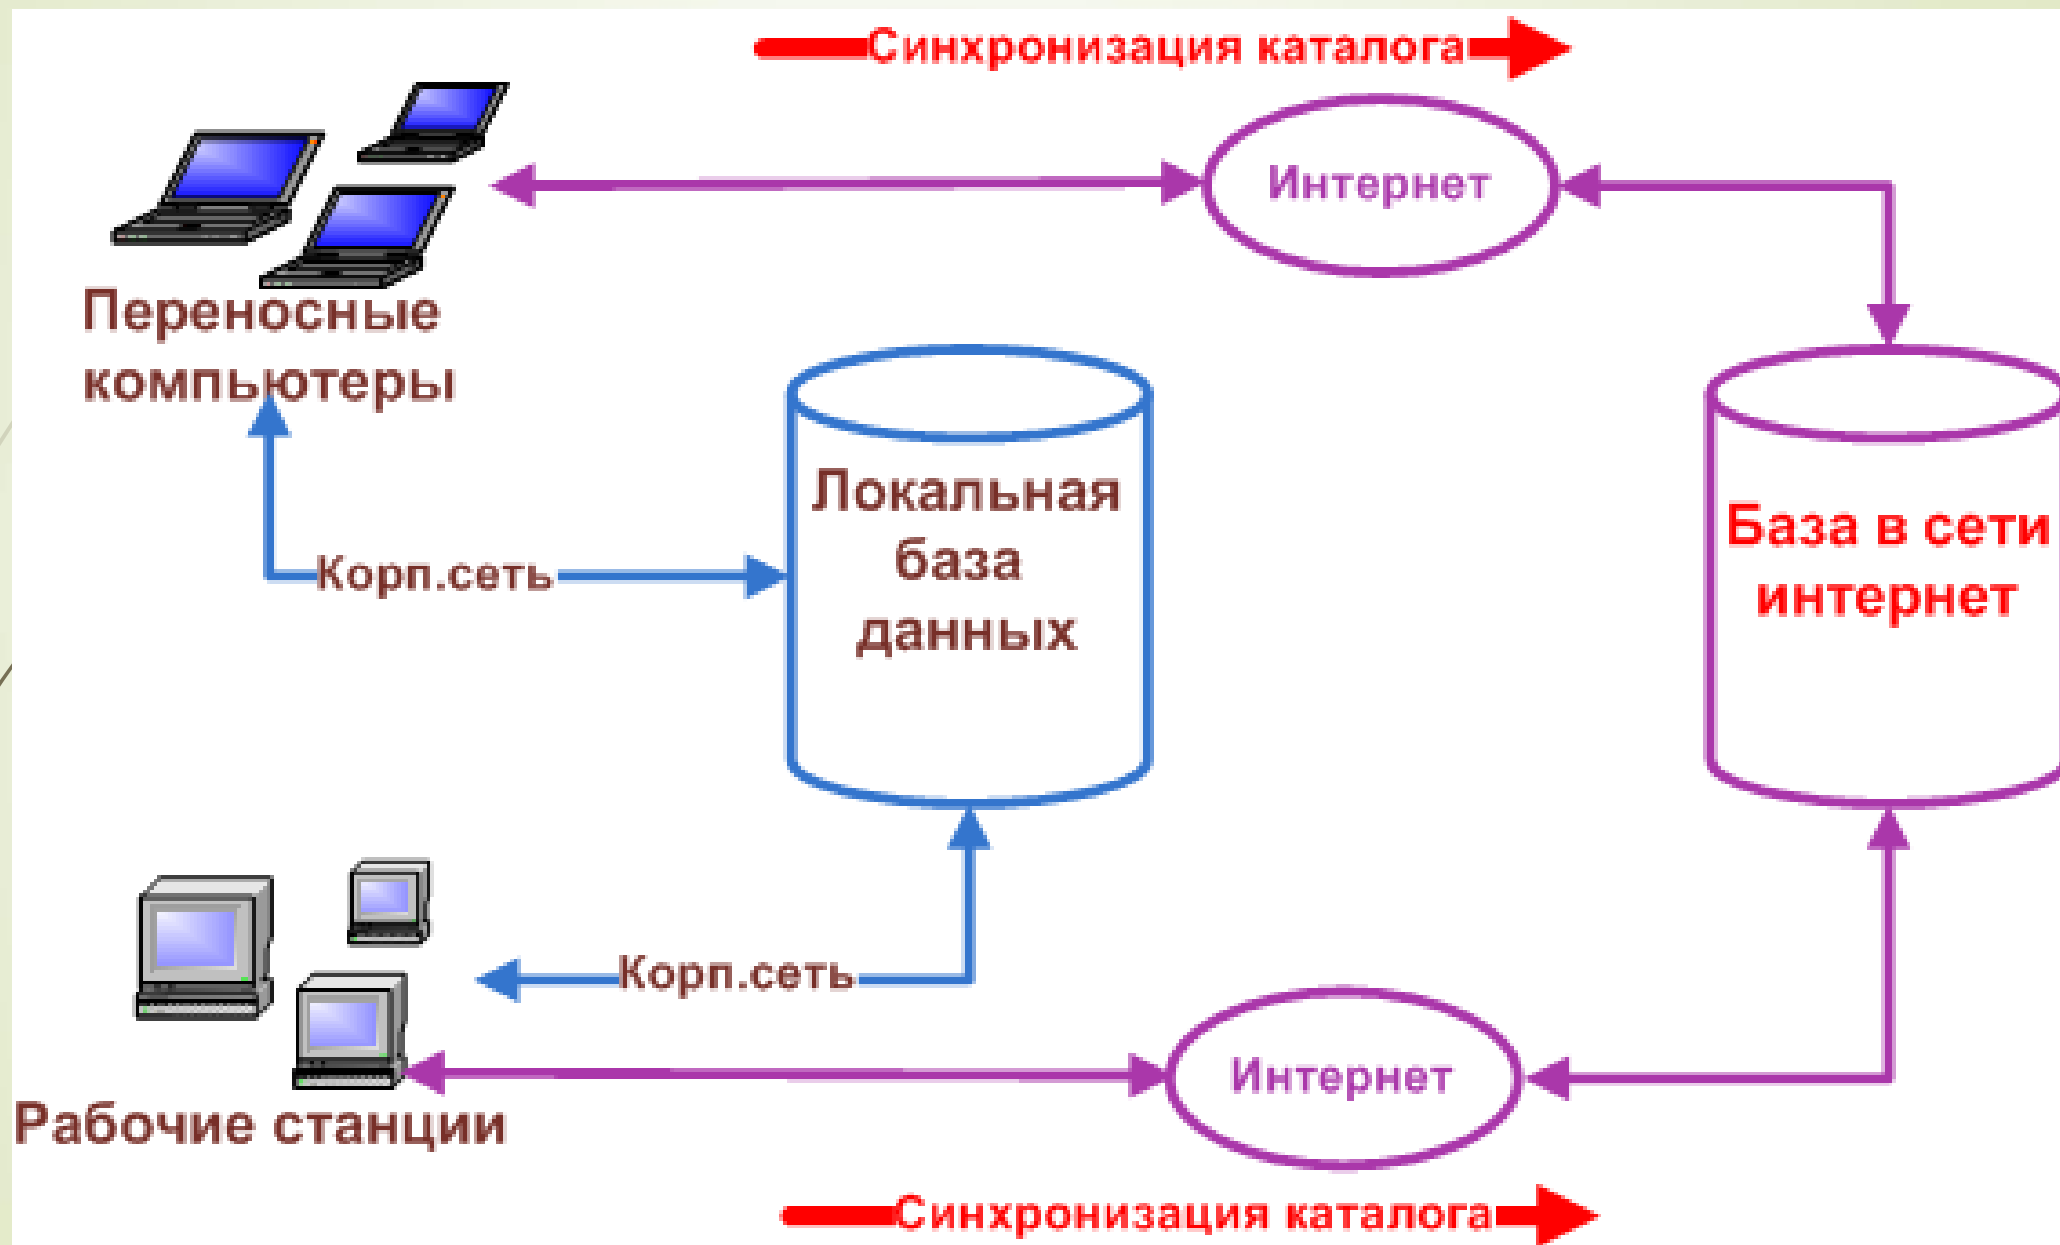 Синхронизация каталога
Интернет
Переносные
компьютеры
Локальная
база
данных
База в сети
интернет
Корп.сеть
Корп.сеть
Интернет
Рабочие станции
Синхронизация каталога